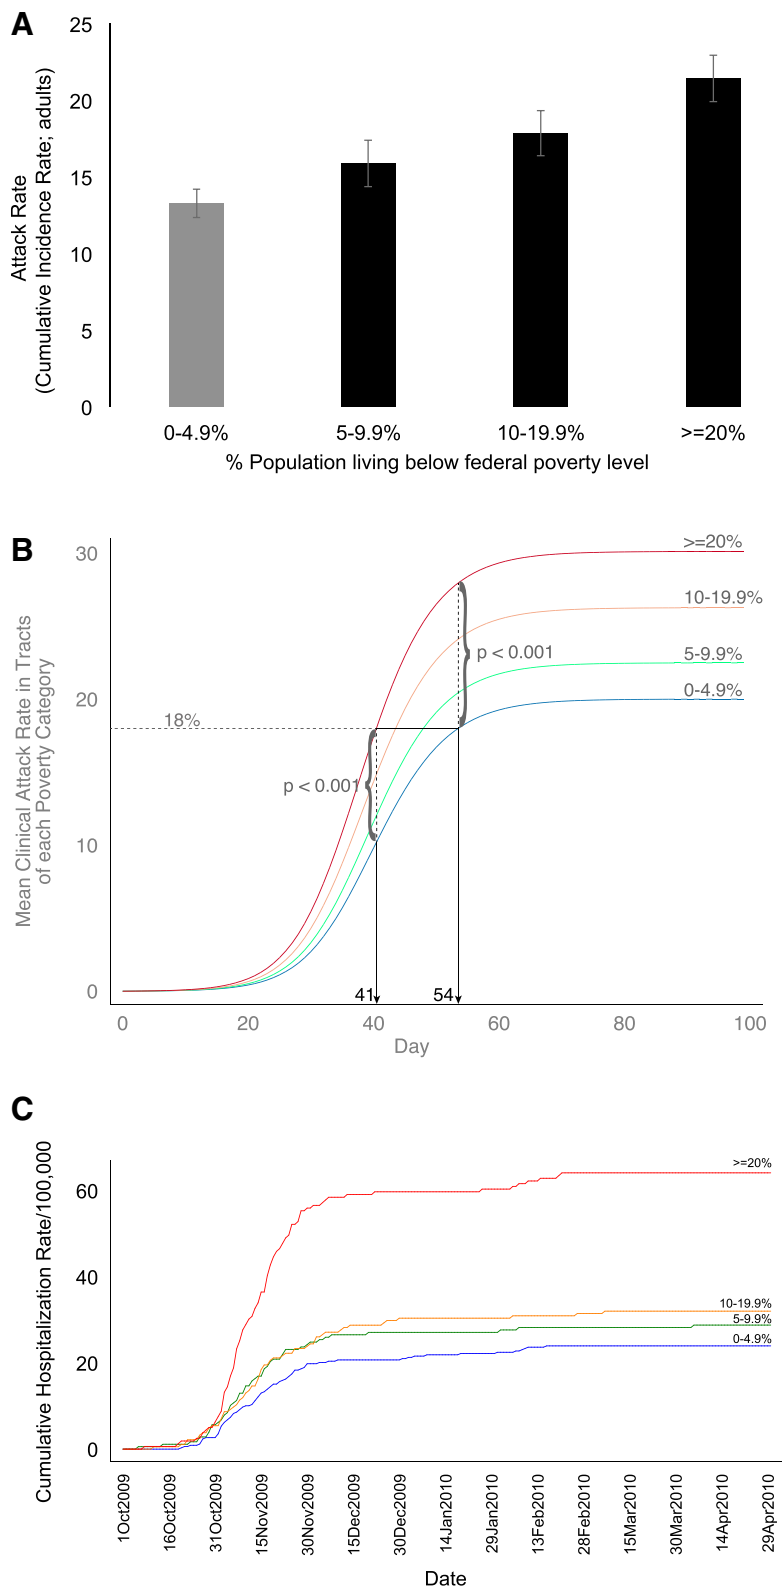 A
25
20
15
10
5
0
Attack Rate
(Cumulative Incidence Rate; adults)
0-4.9%
5-9.9%
10-19.9%
>=20%
% Population living below federal poverty level
B
30
20
10
0
Mean Clinical Attack Rate in Tracts
of each Poverty Category
>=20%
10-19.9%
5-9.9%
0-4.9%
p < 0.001
18%
p < 0.001
41
54
0
20
40
60
80
100
Day
C
60
40
20
0
Cumulative Hospitalization Rate/100,000
>=20%
10-19.9%
5-9.9%
0-4.9%
1Oct2009
16Oct2009
31Oct2009
15Nov2009
30Nov2009
15Dec2009
30Dec2009
14Jan2010
29Jan2010
13Feb2010
28Feb2010
15Mar2010
30Mar2010
14Apr2010
29Apr2010
Date